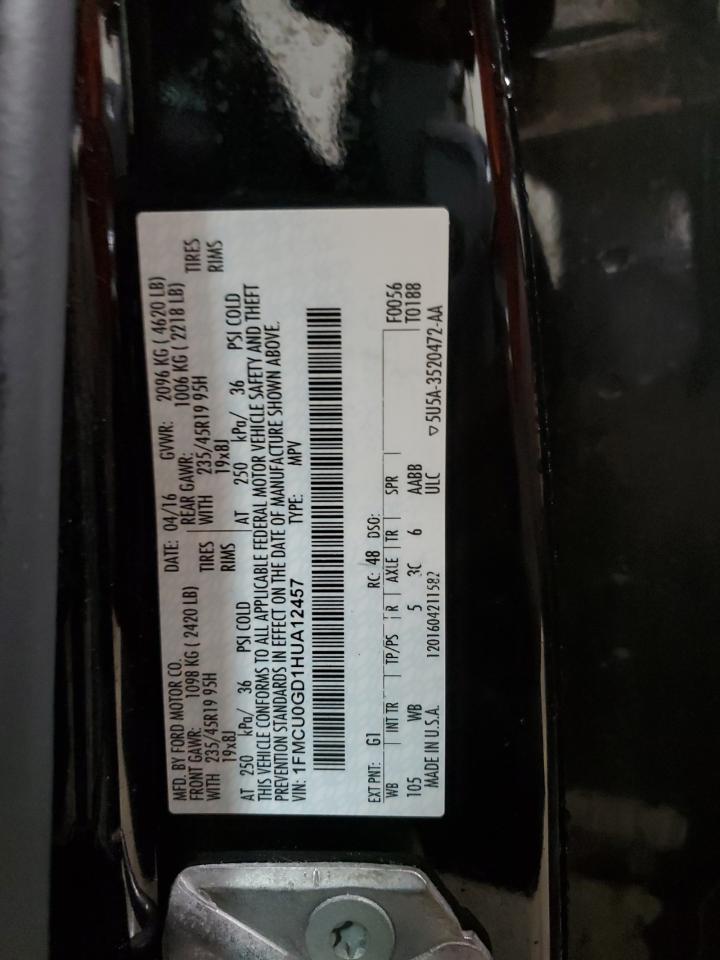 MFD. BY FORD MOTOR CO.
DATE: 04/16 GVWR: 2096 KG ( 4620 LB)
FRONT GAWR: 1098 KG ( 2420 LB) REAR GAWR: 1006 KG ( 2218 LB)
WITH 235/45R19 95H TIRES WITH 235/45R19 95H TIRES
19x8J RIMS 19x8J RIMS
AT 250 kPa/ 36 PSI COLD AT 250 kPa/ 36 PSI COLD
THIS VEHICLE CONFORMS TO ALL APPLICABLE FEDERAL MOTOR VEHICLE SAFETY AND THEFT
PREVENTION STANDARDS IN EFFECT ON THE DATE OF MANUFACTURE SHOWN ABOVE.
VIN: 1FMCU0GD1HUA12457 TYPE: MPV
EXT PNT: G1 RC: 48 DSO: F0056
WB INT TR TP/PS R AXLE TR SPR T0188
105 WB 5 3C 6 AABB ▽5U5A-3520472-AA
MADE IN U.S.A. 1201604211582 ULC